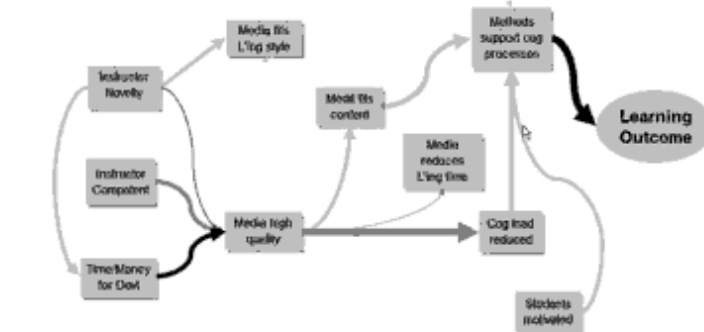 Methods
support cog
processes
Media fits
L'ing style
Instructor
Novelty
Media fits
content
Learning
Outcome
Media
reduces
L'ing time
Instructor
Competent
Media high
quality
Cog load
reduced
Time/Money
for Devt
Students
motivated